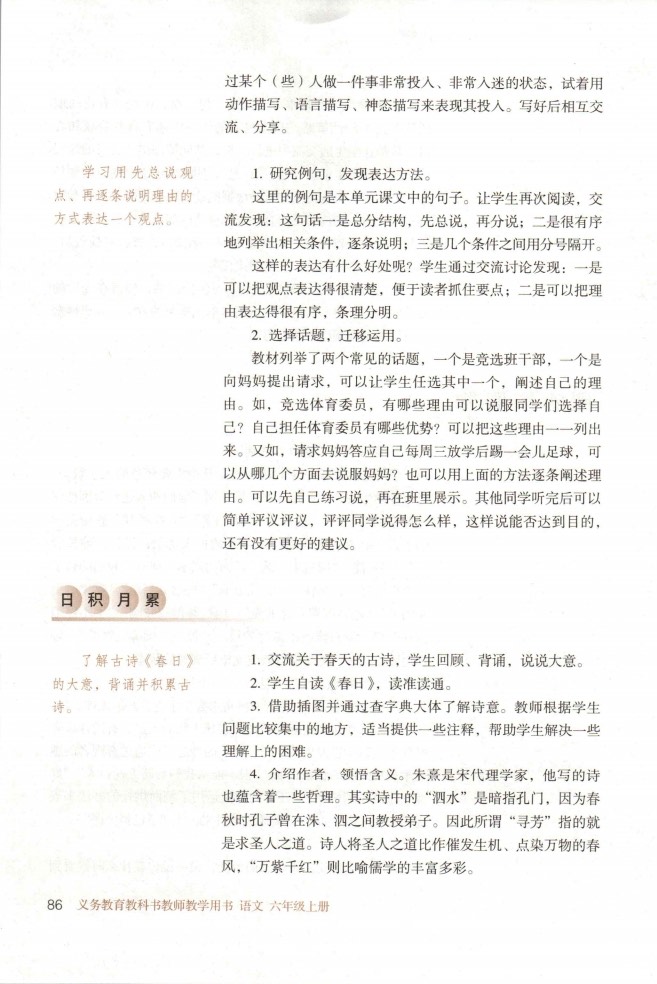 过某个（些）人做一件事非常投入、非常入迷的状态，试着用
动作描写、语言描写、神态描写来表现其投入。写好后相互交
流、分享。
学习用先总说观
点、再逐条说明理由的
方式表达一个观点。
1. 研究例句，发现表达方法。
这里的例句是本单元课文中的句子。让学生再次阅读，交
流发现：这句话一是总分结构，先总说，再分说；二是很有序
地列举出相关条件，逐条说明；三是几个条件之间用分号隔开。
这样的表达有什么好处呢？学生通过交流讨论发现：一是
可以把观点表达得很清楚，便于读者抓住要点；二是可以把理
由表达得很有序，条理分明。
2. 选择话题，迁移运用。
教材列举了两个常见的话题，一个是竞选班干部，一个是
向妈妈提出请求，可以让学生任选其中一个，阐述自己的理
由。如，竞选体育委员，有哪些理由可以说服同学们选择自
己？自己担任体育委员有哪些优势？可以把这些理由一一列出
来。又如，请求妈妈答应自己每周三放学后踢一会儿足球，可
以从哪几个方面去说服妈妈？也可以用上面的方法逐条阐述理
由。可以先自己练习说，再在班里展示。其他同学听完后可以
简单评议评议，评评同学说得怎么样，这样说能否达到目的，
还有没有更好的建议。
日积月累
了解古诗《春日》
的大意，背诵并积累古
诗。
1. 交流关于春天的古诗，学生回顾、背诵，说说大意。
2. 学生自读《春日》，读准读通。
3. 借助插图并通过查字典大体了解诗意。教师根据学生
问题比较集中的地方，适当提供一些注释，帮助学生解决一些
理解上的困难。
4. 介绍作者，领悟含义。朱熹是宋代理学家，他写的诗
也蕴含着一些哲理。其实诗中的“泗水”是暗指孔门，因为春
秋时孔子曾在洙、泗之间教授弟子。因此所谓“寻芳”指的就
是求圣人之道。诗人将圣人之道比作催发生机、点染万物的春
风，“万紫千红”则比喻儒学的丰富多彩。
86 义务教育教科书教师教学用书 语文 六年级上册